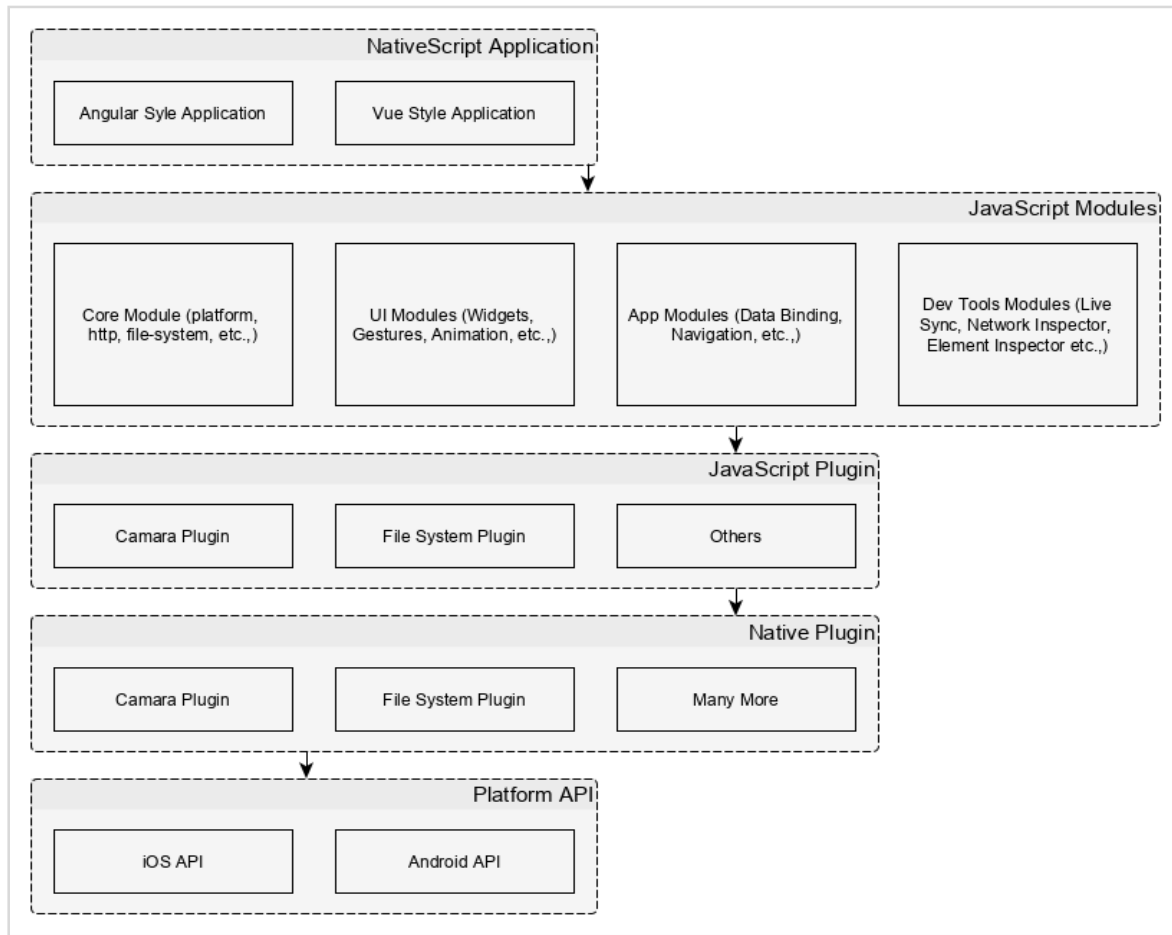 NativeScript Application
Angular Syle Application
Vue Style Application
JavaScript Modules
Core Module (platform,
http, file-system, etc.,)
UI Modules (Widgets,
Gestures, Animation, etc.,)
App Modules (Data Binding,
Navigation, etc.,)
Dev Tools Modules (Live
Sync, Network Inspector,
Element Inspector etc.,)
JavaScript Plugin
Camara Plugin
File System Plugin
Others
Native Plugin
Camara Plugin
File System Plugin
Many More
Platform API
iOS API
Android API